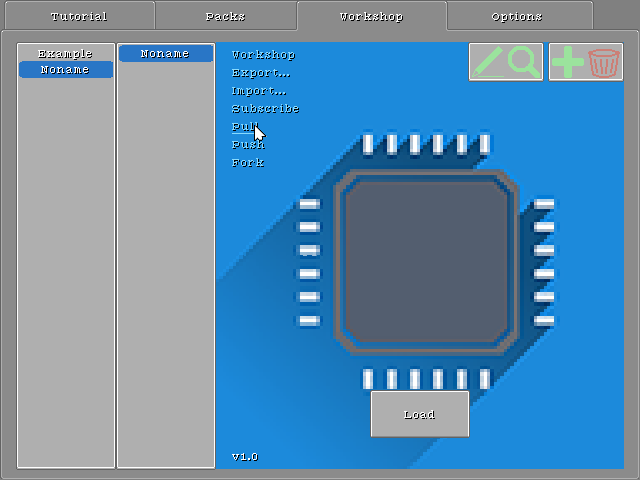 Tutorial
Packs
Workshop
Options
Example
Noname
Noname
Workshop
Export...
Import...
Subscribe
Pull
Push
Fork
Load
v1.0